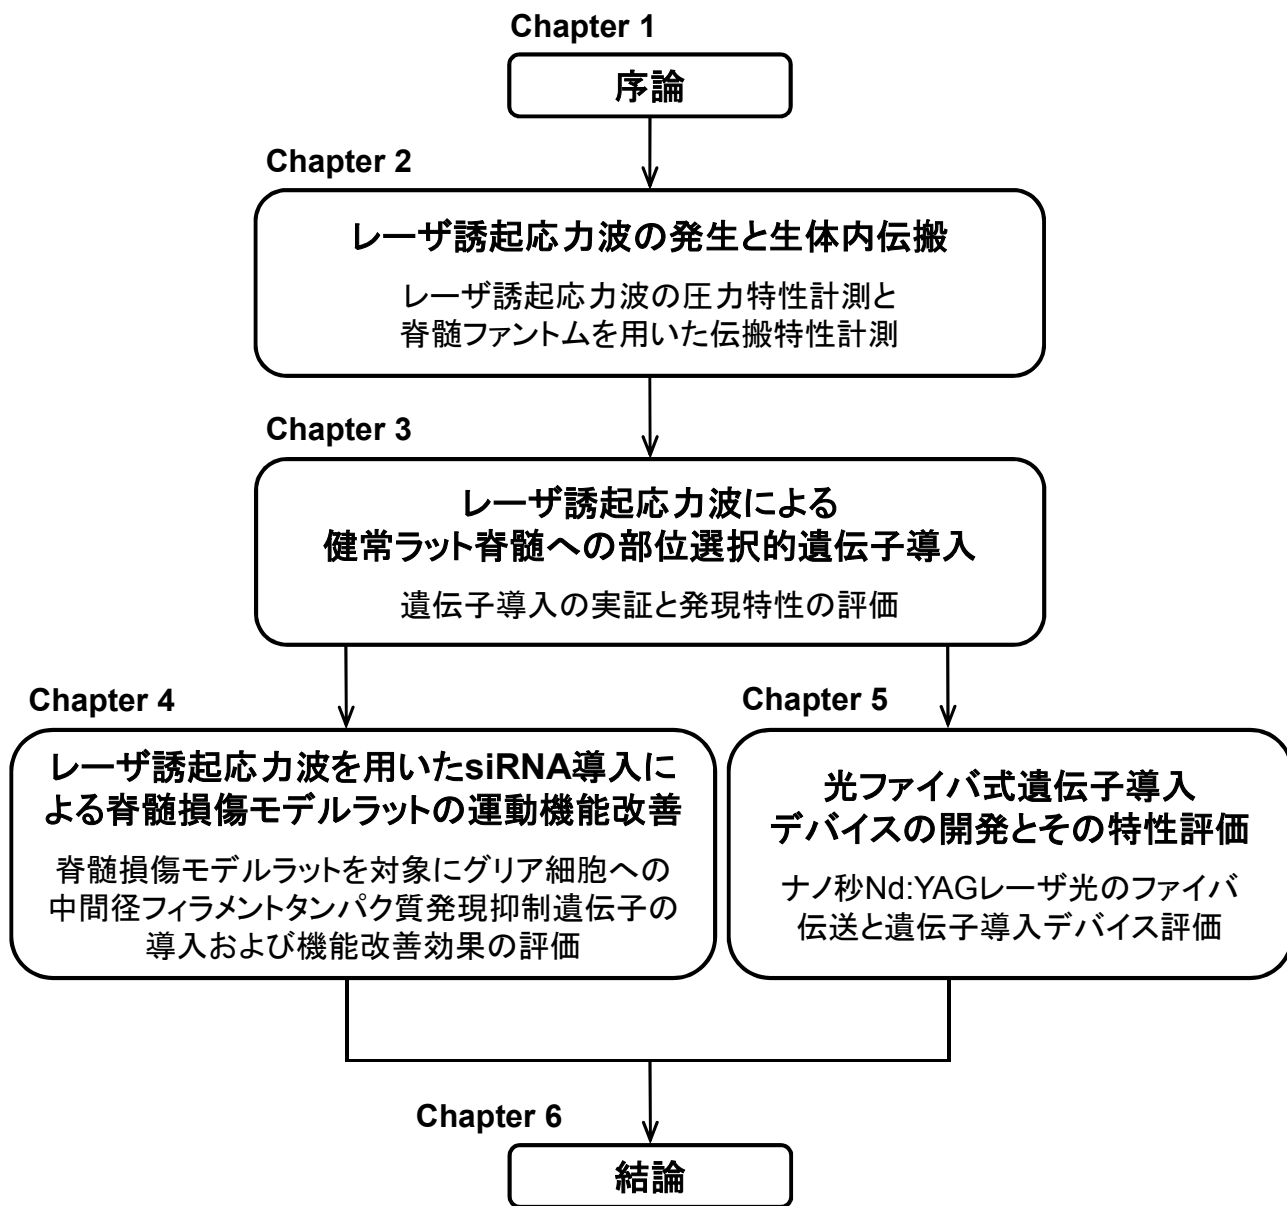 Chapter 1
序論
Chapter 2
レーザ誘起応力波の発生と生体内伝搬
レーザ誘起応力波の圧力特性計測と
脊髄ファントムを用いた伝搬特性計測
Chapter 3
レーザ誘起応力波による
健常ラット脊髄への部位選択的遺伝子導入
遺伝子導入の実証と発現特性の評価
Chapter 4
レーザ誘起応力波を用いたsiRNA導入に
よる脊髄損傷モデルラットの運動機能改善
脊髄損傷モデルラットを対象にグリア細胞への
中間径フィラメントタンパク質発現抑制遺伝子の
導入および機能改善効果の評価
Chapter 5
光ファイバ式遺伝子導入
デバイスの開発とその特性評価
ナノ秒Nd:YAGレーザ光のファイバ
伝送と遺伝子導入デバイス評価
Chapter 6
結論